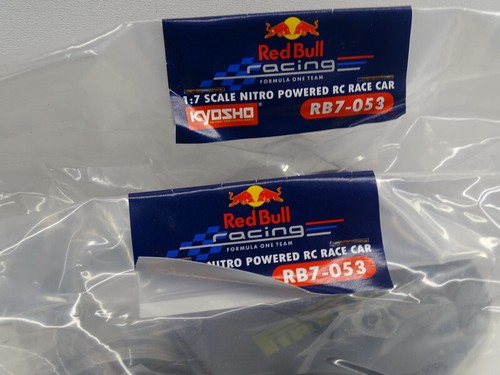 Red Bull
racing
FORMULA ONE TEAM
1:7 SCALE NITRO POWERED RC RACE CAR
KYOSHO
RB7-053
Red Bull
racing
FORMULA ONE TEAM
NITRO POWERED RC RACE CAR
RB7-053